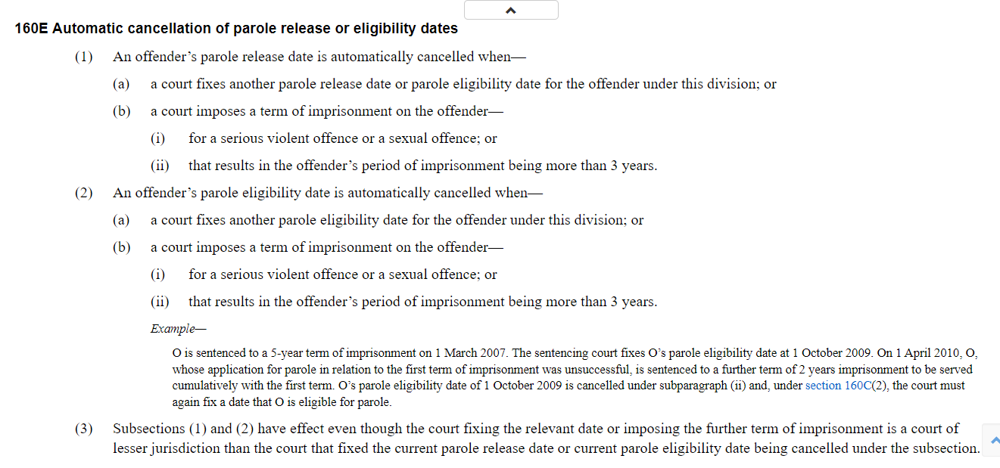 160E Automatic cancellation of parole release or eligibility dates
(1) An offender’s parole release date is automatically cancelled when—
(a) a court fixes another parole release date or parole eligibility date for the offender under this division; or
(b) a court imposes a term of imprisonment on the offender—
(i) for a serious violent offence or a sexual offence; or
(ii) that results in the offender’s period of imprisonment being more than 3 years.
(2) An offender’s parole eligibility date is automatically cancelled when—
(a) a court fixes another parole eligibility date for the offender under this division; or
(b) a court imposes a term of imprisonment on the offender—
(i) for a serious violent offence or a sexual offence; or
(ii) that results in the offender’s period of imprisonment being more than 3 years.
Example—
O is sentenced to a 5-year term of imprisonment on 1 March 2007. The sentencing court fixes O’s parole eligibility date at 1 October 2009. On 1 April 2010, O,
whose application for parole in relation to the first term of imprisonment was unsuccessful, is sentenced to a further term of 2 years imprisonment to be served
cumulatively with the first term. O’s parole eligibility date of 1 October 2009 is cancelled under subparagraph (ii) and, under section 160C(2), the court must
again fix a date that O is eligible for parole.
(3) Subsections (1) and (2) have effect even though the court fixing the relevant date or imposing the further term of imprisonment is a court of
lesser jurisdiction than the court that fixed the current parole release date or current parole eligibility date being cancelled under the subsection.